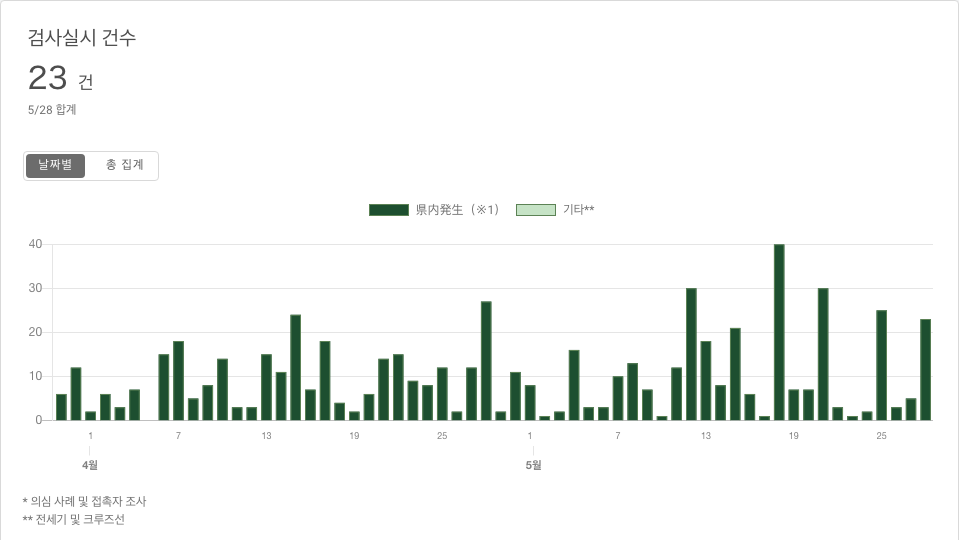 검사실시 건수
23 건
5/28 합계
날짜별 총 집계
県内発生（※1） 기타**
40
30
20
10
0
1 7 13 19 25 1 7 13 19 25
4월 5월
* 의심 사례 및 접촉자 조사
** 전세기 및 크루즈선